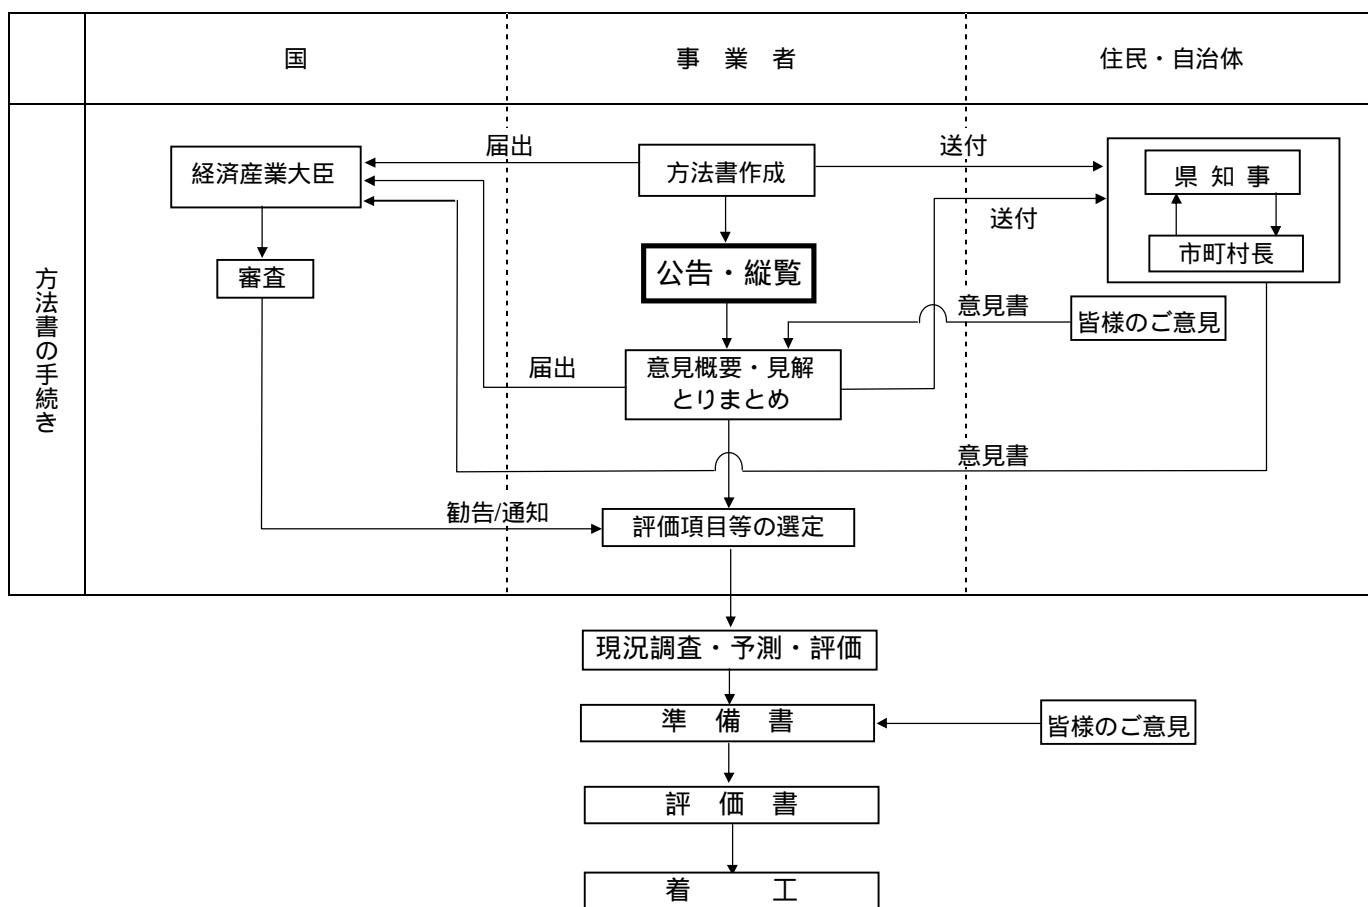 国
事 業 者
住民・自治体
方法書の手続き
届出
送付
経済産業大臣
方法書作成
県 知 事
送付
市町村長
審査
公告・縦覧
意見書
皆様のご意見
届出
意見概要・見解
とりまとめ
意見書
勧告/通知
評価項目等の選定
現況調査・予測・評価
準 備 書
皆様のご意見
評 価 書
着 工